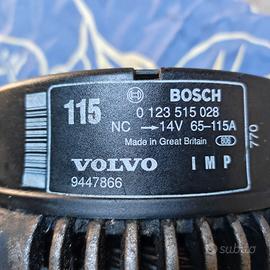 115
BOSCH
0 123 515 028
NC → 14V 65-115A
Made in Great Britain
VOLVO
I M P
9447866
770
subito